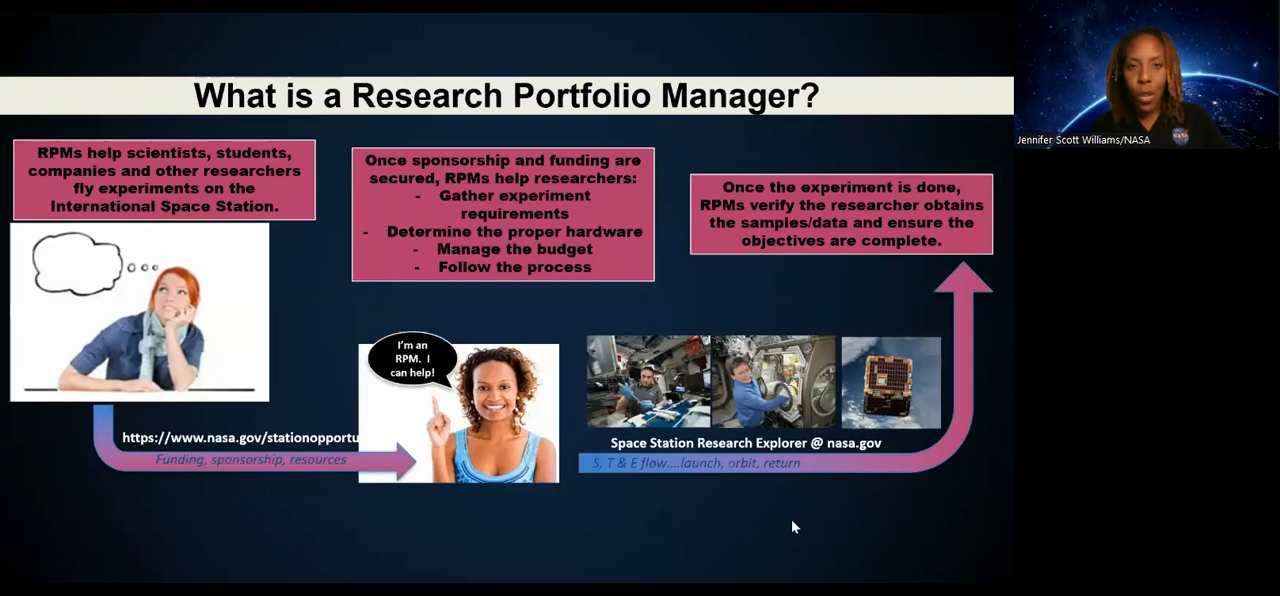 What is a Research Portfolio Manager?
RPMs help scientists, students,
companies and other researchers
fly experiments on the
International Space Station.
Once sponsorship and funding are
secured, RPMs help researchers:
- Gather experiment
requirements
- Determine the proper hardware
- Manage the budget
- Follow the process
Once the experiment is done,
RPMs verify the researcher obtains
the samples/data and ensure the
objectives are complete.
I'm an
RPM. I
can help!
https://www.nasa.gov/stationopportu
Funding, sponsorship, resources
Space Station Research Explorer @ nasa.gov
S, T & E flow....launch, orbit, return
Jennifer Scott Williams/NASA
NASA